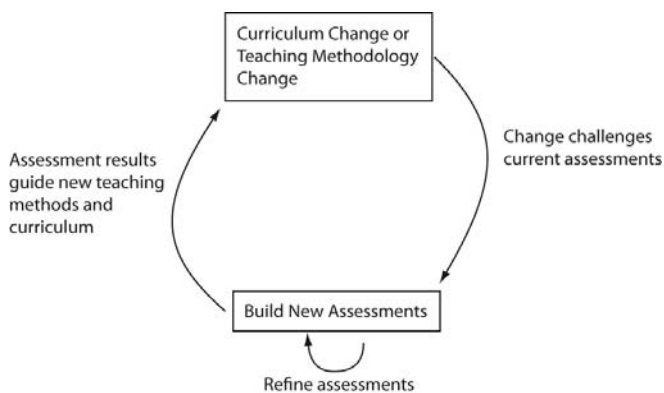 Curriculum Change or
Teaching Methodology
Change
Change challenges
current assessments
Assessment results
guide new teaching
methods and
curriculum
Build New Assessments
Refine assessments